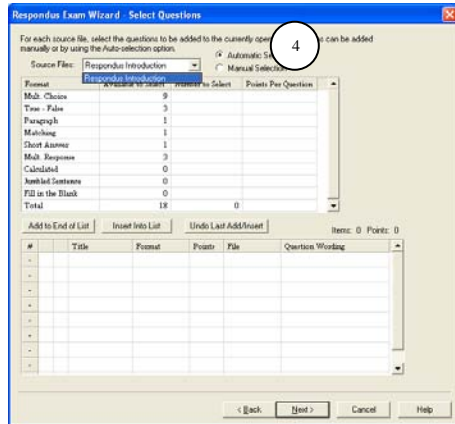 Respondus Exam Wizard - Select Questions
For each source file, select the questions to be added to the currently open s can be added
manually or by using the Auto-selection option.
4
Automatic Se
Source Files: Respondus Introduction
Manual Selection
Respondus Introduction
Format Available to Select Number to Select Points Per Question
Mult. Choice 9
True - False 3
Paragraph 1
Matching 1
Short Answer 1
Mult. Response 3
Calculated 0
Jumbled Sentence 0
Fill in the Blank 0
Total 18 0
Add to End of List Insert Into List Undo Last Add/Insert Items: 0 Points: 0
# Title Format Points File Question Wording
-
-
-
-
-
-
-
< Back Next > Cancel Help